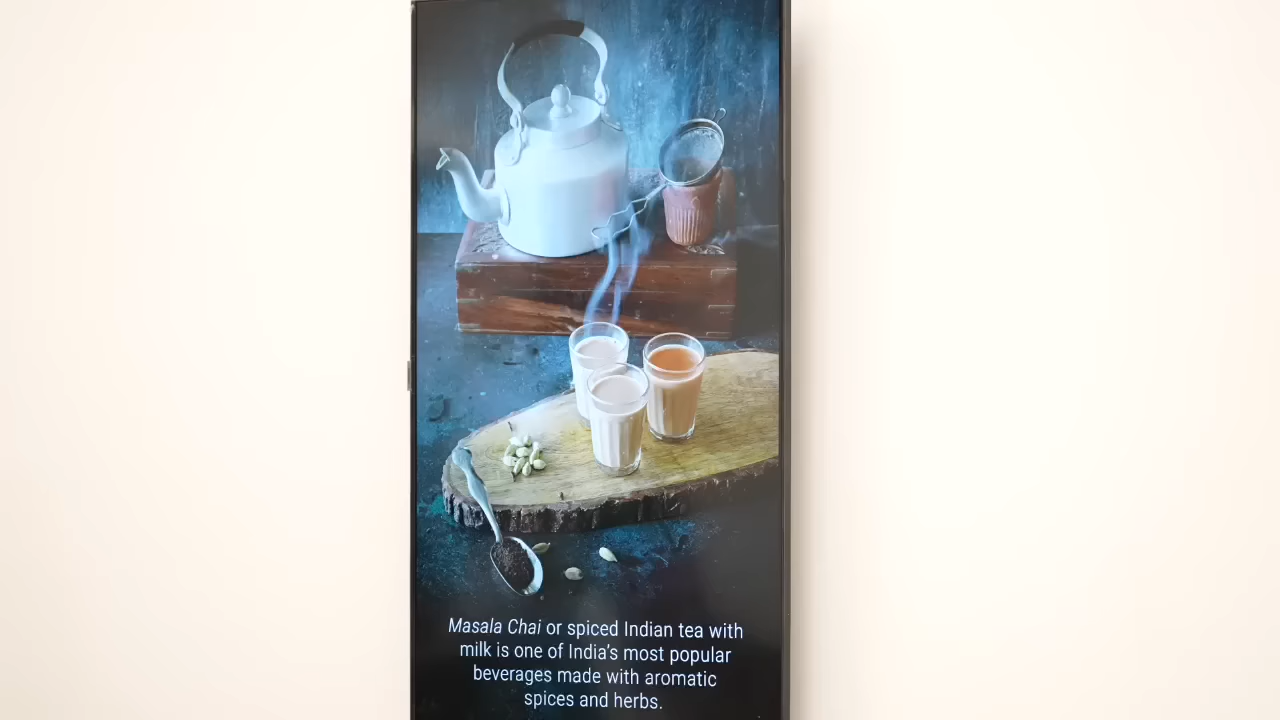 Masala Chai or spiced Indian tea with
milk is one of India's most popular
beverages made with aromatic
spices and herbs.